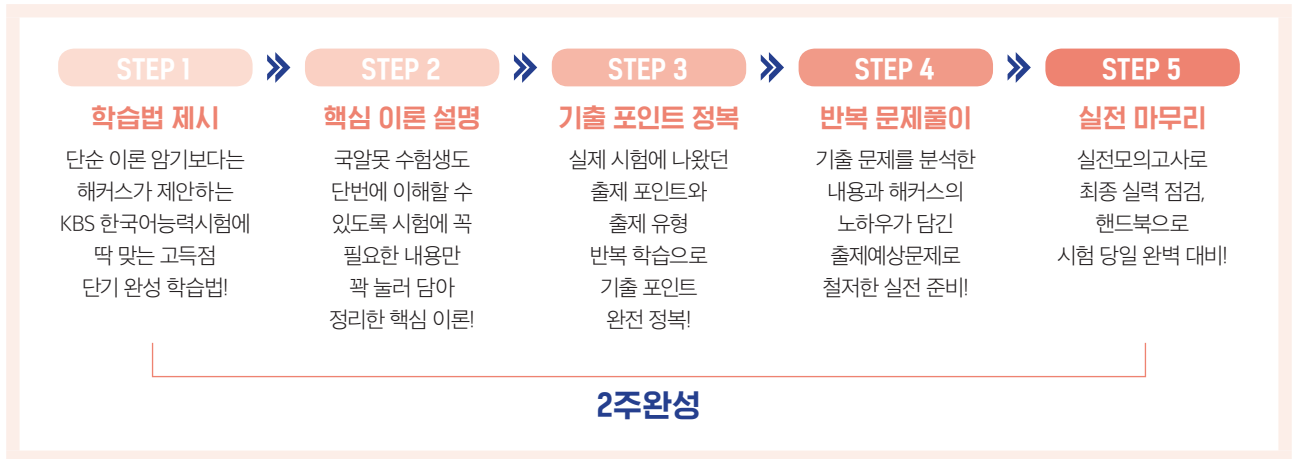 STEP 1
학습법 제시
단순 이론 암기보다는
해커스가 제안하는
KBS 한국어능력시험에
딱 맞는 고득점
단기 완성 학습법!
STEP 2
핵심 이론 설명
국알못 수험생도
단번에 이해할 수
있도록 시험에 꼭
필요한 내용만
꽉 눌러 담아
정리한 핵심 이론!
STEP 3
기출 포인트 정복
실제 시험에 나왔던
출제 포인트와
출제 유형
반복 학습으로
기출 포인트
완전 정복!
STEP 4
반복 문제풀이
기출 문제를 분석한
내용과 해커스의
노하우가 담긴
출제예상문제로
철저한 실전 준비!
STEP 5
실전 마무리
실전모의고사로
최종 실력 점검,
핸드북으로
시험 당일 완벽 대비!
2주완성